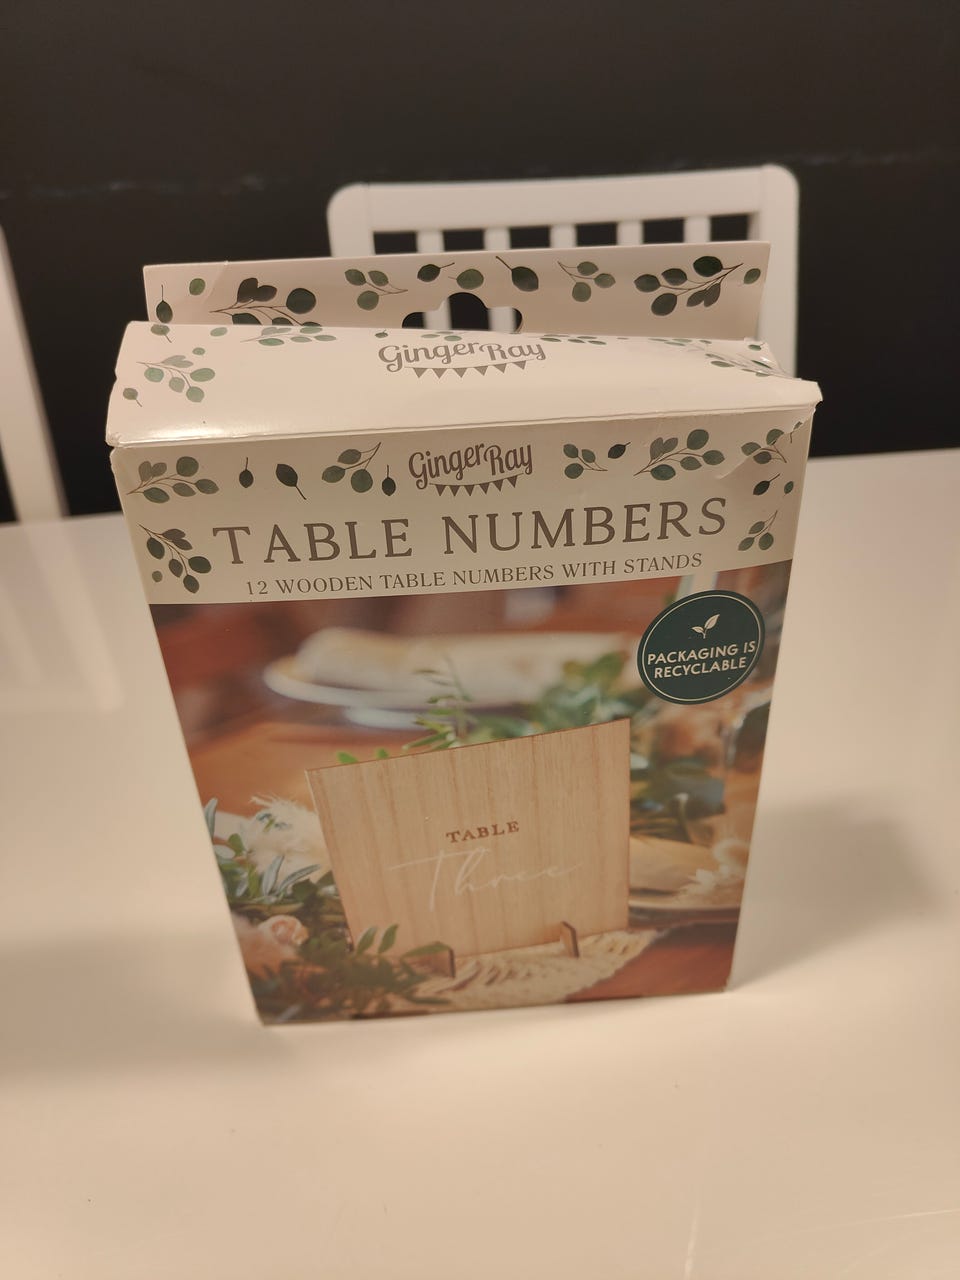 Ginger Ray
Ginger Ray
TABLE NUMBERS
12 WOODEN TABLE NUMBERS WITH STANDS
PACKAGING IS
RECYCLABLE
TABLE
Three